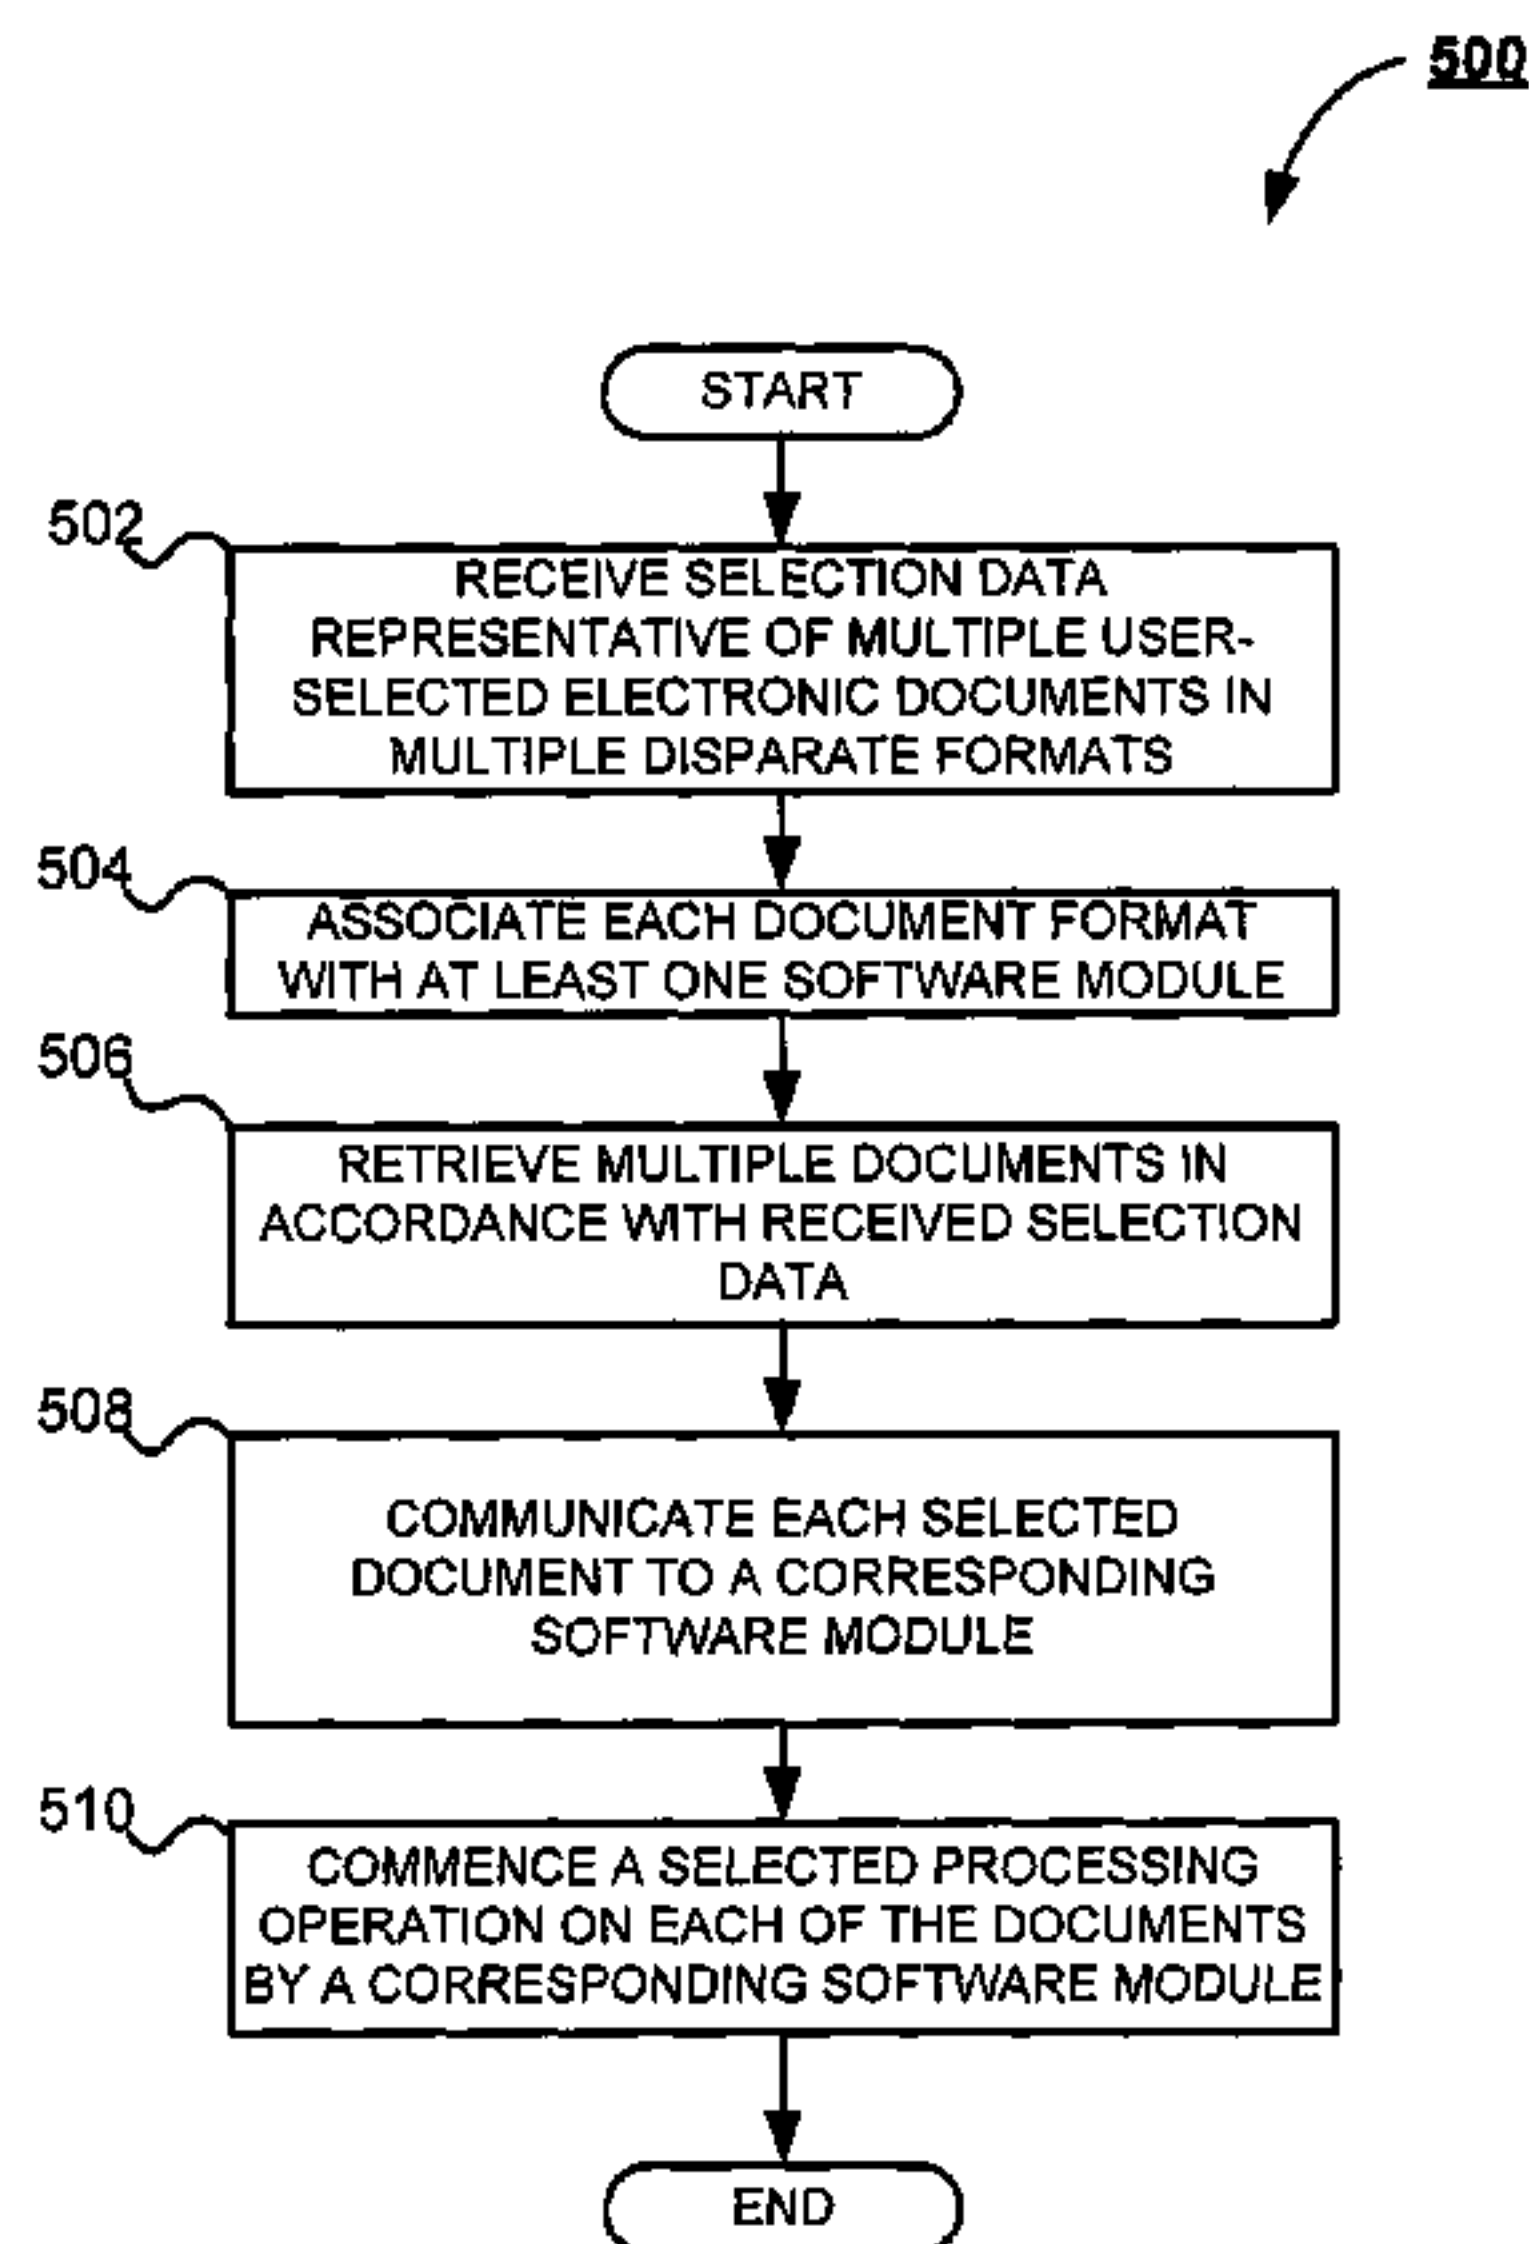 500
START
502
RECEIVE SELECTION DATA
REPRESENTATIVE OF MULTIPLE USER-
SELECTED ELECTRONIC DOCUMENTS IN
MULTIPLE DISPARATE FORMATS
504
ASSOCIATE EACH DOCUMENT FORMAT
WITH AT LEAST ONE SOFTWARE MODULE
506
RETRIEVE MULTIPLE DOCUMENTS IN
ACCORDANCE WITH RECEIVED SELECTION
DATA
508
COMMUNICATE EACH SELECTED
DOCUMENT TO A CORRESPONDING
SOFTWARE MODULE
510
COMMENCE A SELECTED PROCESSING
OPERATION ON EACH OF THE DOCUMENTS
BY A CORRESPONDING SOFTWARE MODULE
END